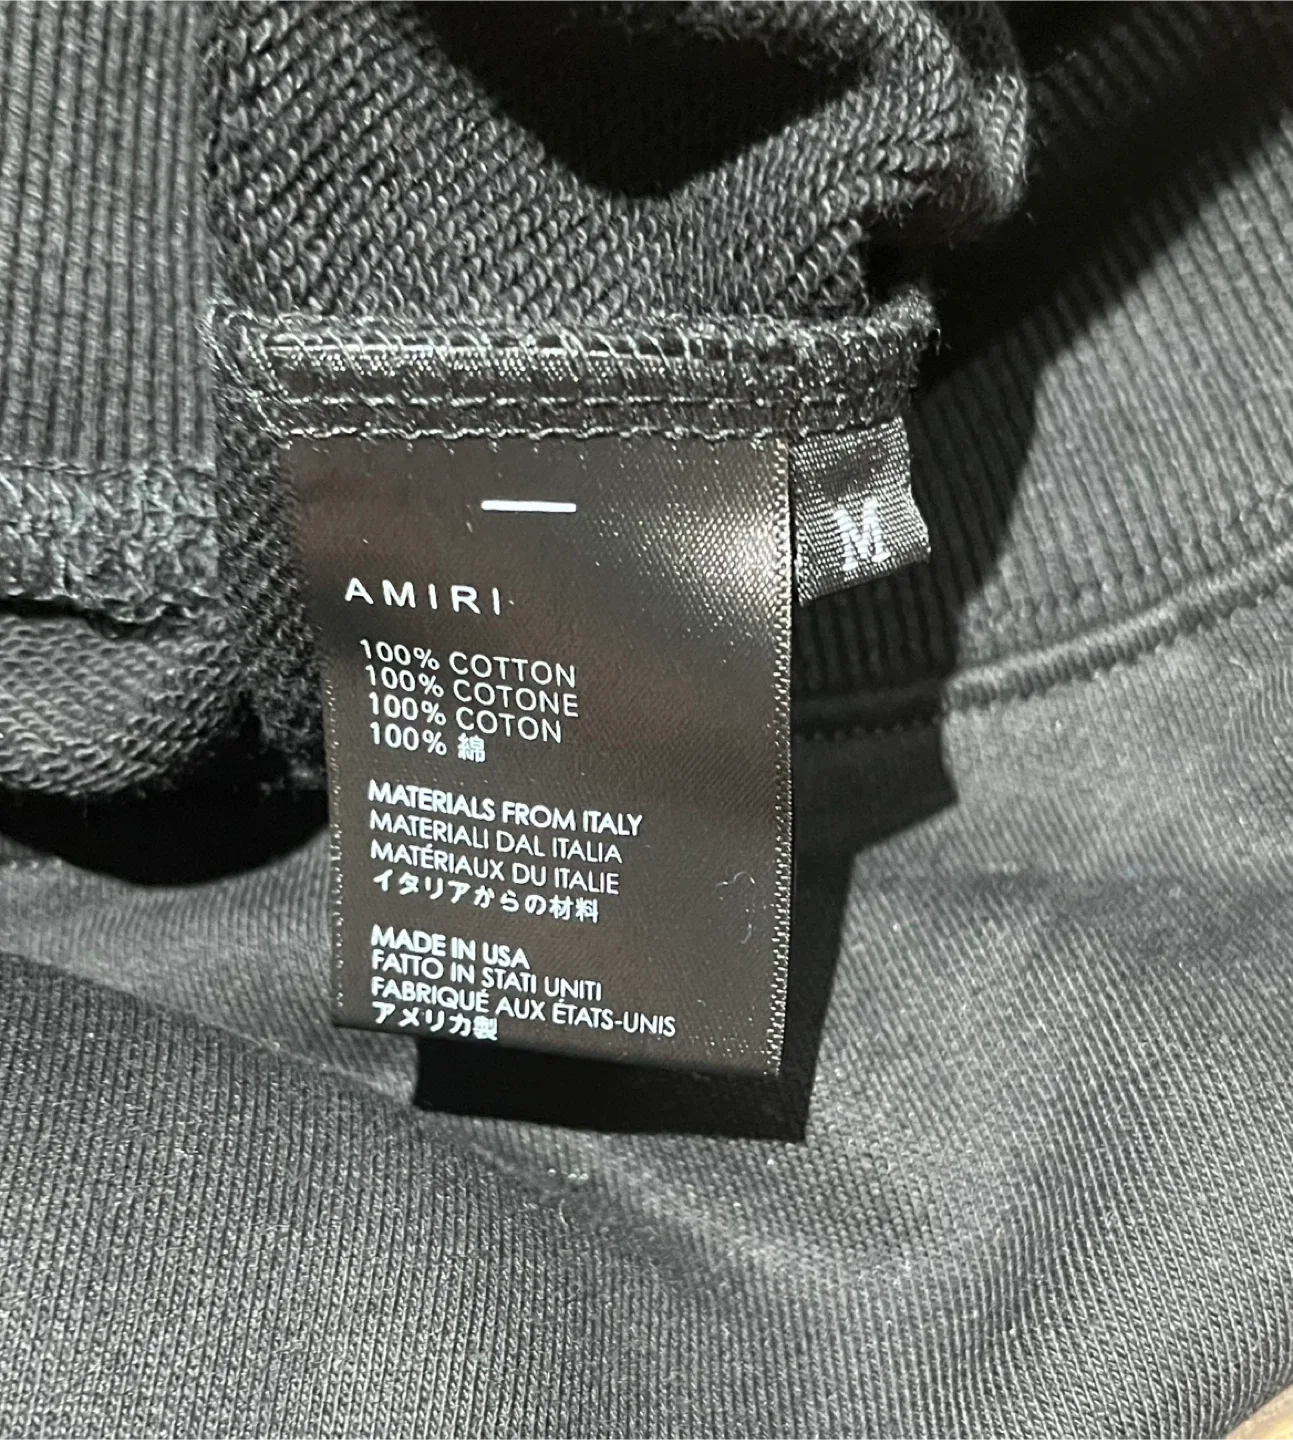 AMIRI
M
100% COTTON
100% COTONE
100% COTON
100% 綿
MATERIALS FROM ITALY
MATERIALI DAL ITALIA
MATÉRIAUX DU ITALIE
イタリアからの材料
MADE IN USA
FATTO IN STATI UNITI
FABRIQUÉ AUX ÉTATS-UNIS
アメリカ製